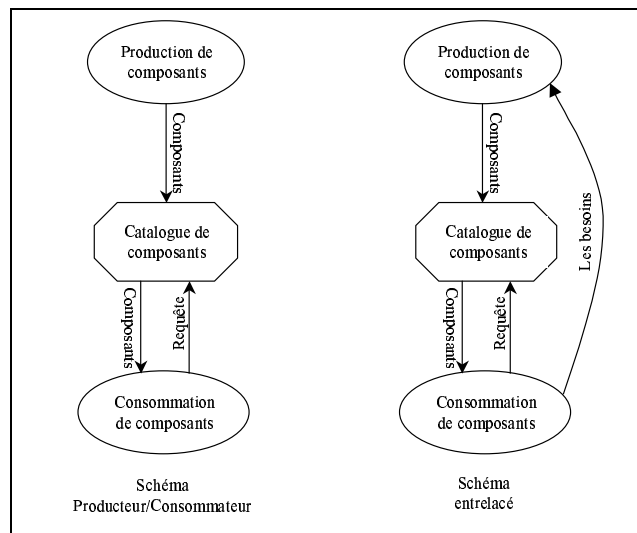 Production de
composants
Composants
Catalogue de
composants
Composants
Requête
Consommation
de composants
Schéma
Producteur/Consommateur
Production de
composants
Composants
Catalogue de
composants
Composants
Requête
Les besoins
Consommation
de composants
Schéma
entrelacé